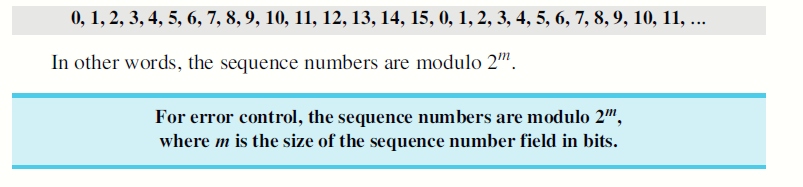 0, 1, 2, 3, 4, 5, 6, 7, 8, 9, 10, 11, 12, 13, 14, 15, 0, 1, 2, 3, 4, 5, 6, 7, 8, 9, 10, 11, ...
In other words, the sequence numbers are modulo 2ᵐ.
For error control, the sequence numbers are modulo 2ᵐ,
where m is the size of the sequence number field in bits.